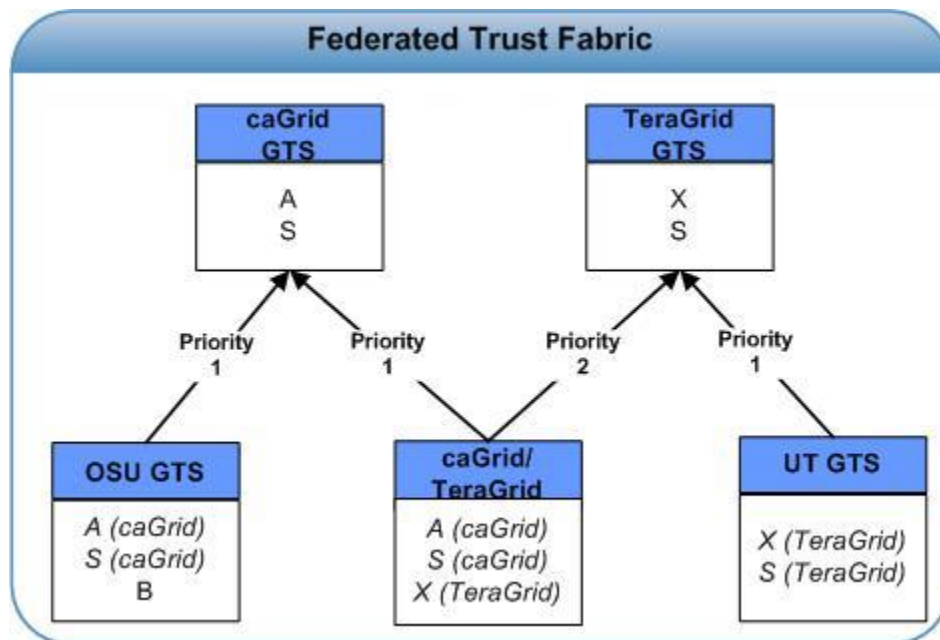 Federated Trust Fabric
caGrid
GTS
A
S
TeraGrid
GTS
X
S
Priority
1
Priority
1
Priority
2
Priority
1
OSU GTS
A (caGrid)
S (caGrid)
B
caGrid/
TeraGrid
A (caGrid)
S (caGrid)
X (TeraGrid)
UT GTS
X (TeraGrid)
S (TeraGrid)